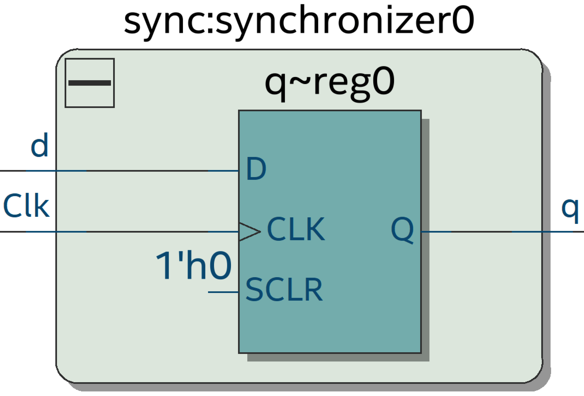 sync:synchronizer0
q~reg0
d
D
Clk
CLK
Q
q
1'h0
SCLR